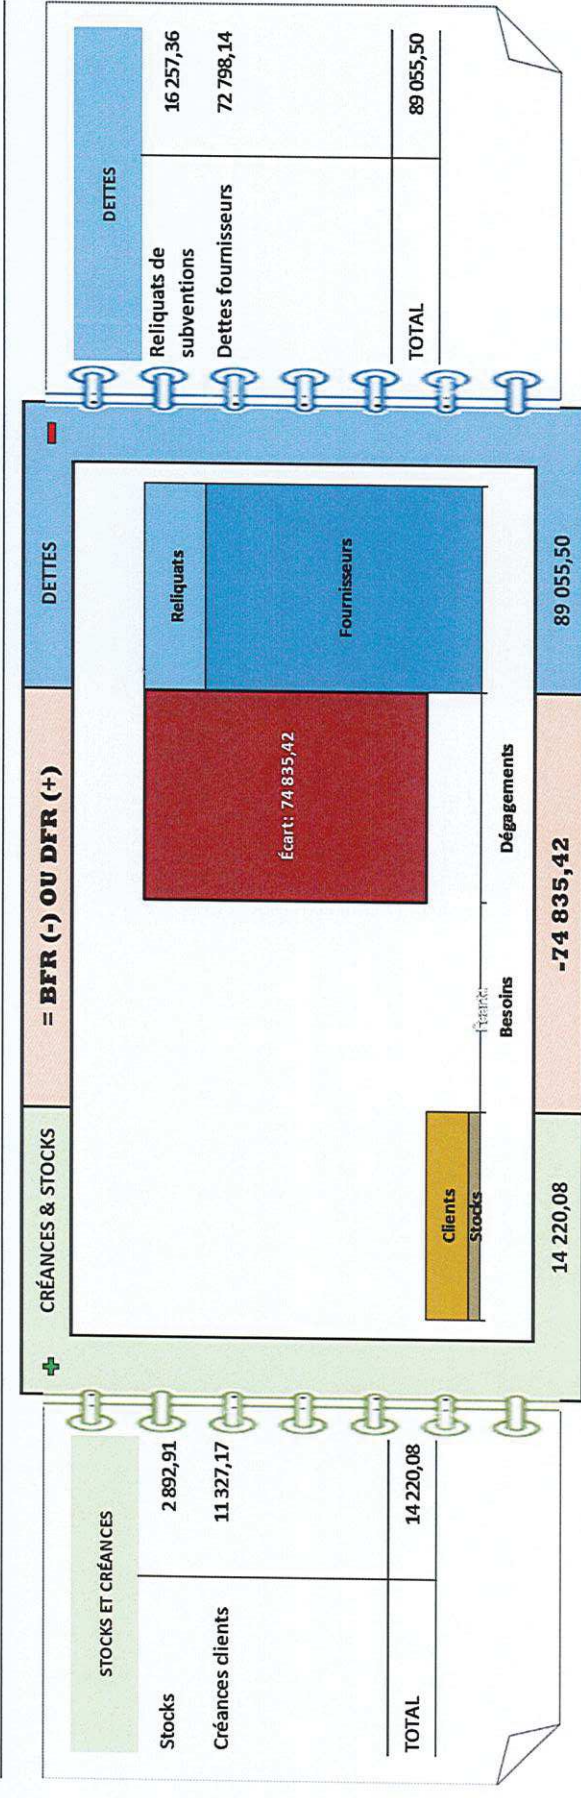 STOCKS ET CRÉANCES
Stocks 2 892,91
Créances clients 11 327,17
TOTAL 14 220,08
CRÉANCES & STOCKS
= BFR (-) OU DFR (+)
DETTES
Clients
Stocks
Écart: 74 835,42
Reliquats
Fournisseurs
Besoins
Dégagements
14 220,08
-74 835,42
89 055,50
DETTES
Reliquats de
subventions 16 257,36
Dettes fournisseurs 72 798,14
TOTAL 89 055,50